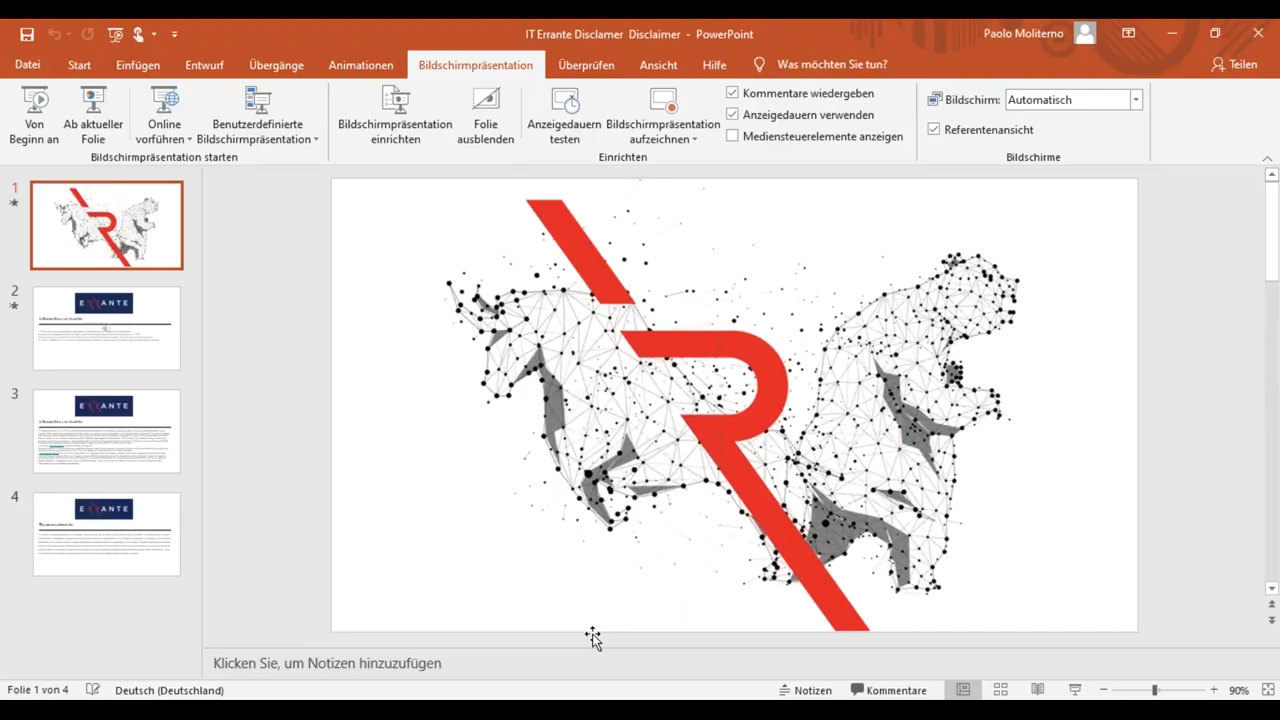 IT Errante Disclamer Disclaimer - PowerPoint
Paolo Moliterno
Datei
Start
Einfügen
Entwurf
Übergänge
Animationen
Bildschirmpräsentation
Überprüfen
Ansicht
Hilfe
Was möchten Sie tun?
Teilen
Von
Beginn an
Ab aktueller
Folie
Online
vorführen
Benutzerdefinierte
Bildschirmpräsentation
Bildschirmpräsentation starten
Bildschirmpräsentation
einrichten
Folie
ausblenden
Anzeigedauern
testen
Bildschirmpräsentation
aufzeichnen
Kommentare wiedergeben
Anzeigedauern verwenden
Mediensteuerelemente anzeigen
Einrichten
Bildschirm: Automatisch
Referentenansicht
Bildschirme
1
2
3
4
Klicken Sie, um Notizen hinzuzufügen
Folie 1 von 4
Deutsch (Deutschland)
Notizen
Kommentare
90%